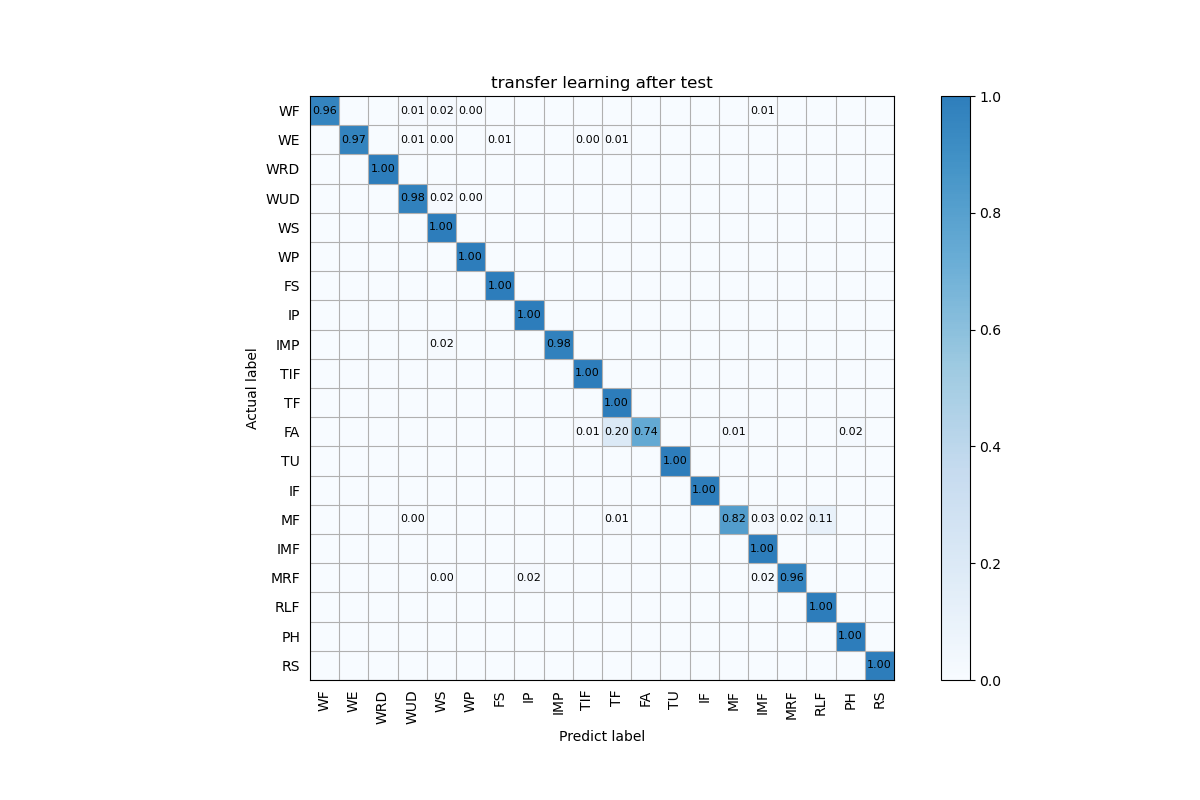 transfer learning after test
WF 0.96 0.01 0.02 0.00 0.01
WE 0.97 0.01 0.00 0.01 0.00 0.01
WRD 1.00
WUD 0.98 0.02 0.00
WS 1.00
WP 1.00
FS 1.00
IP 1.00
IMP 0.02 0.98
TIF 1.00
TF 1.00
FA 0.01 0.20 0.74 0.01 0.02
TU 1.00
IF 1.00
MF 0.00 0.01 0.82 0.03 0.02 0.11
IMF 1.00
MRF 0.00 0.02 0.02 0.96
RLF 1.00
PH 1.00
RS 1.00
Actual label
WF WE WRD WUD WS WP FS IP IMP TIF TF FA TU IF MF IMF MRF RLF PH RS
Predict label
1.0
0.8
0.6
0.4
0.2
0.0